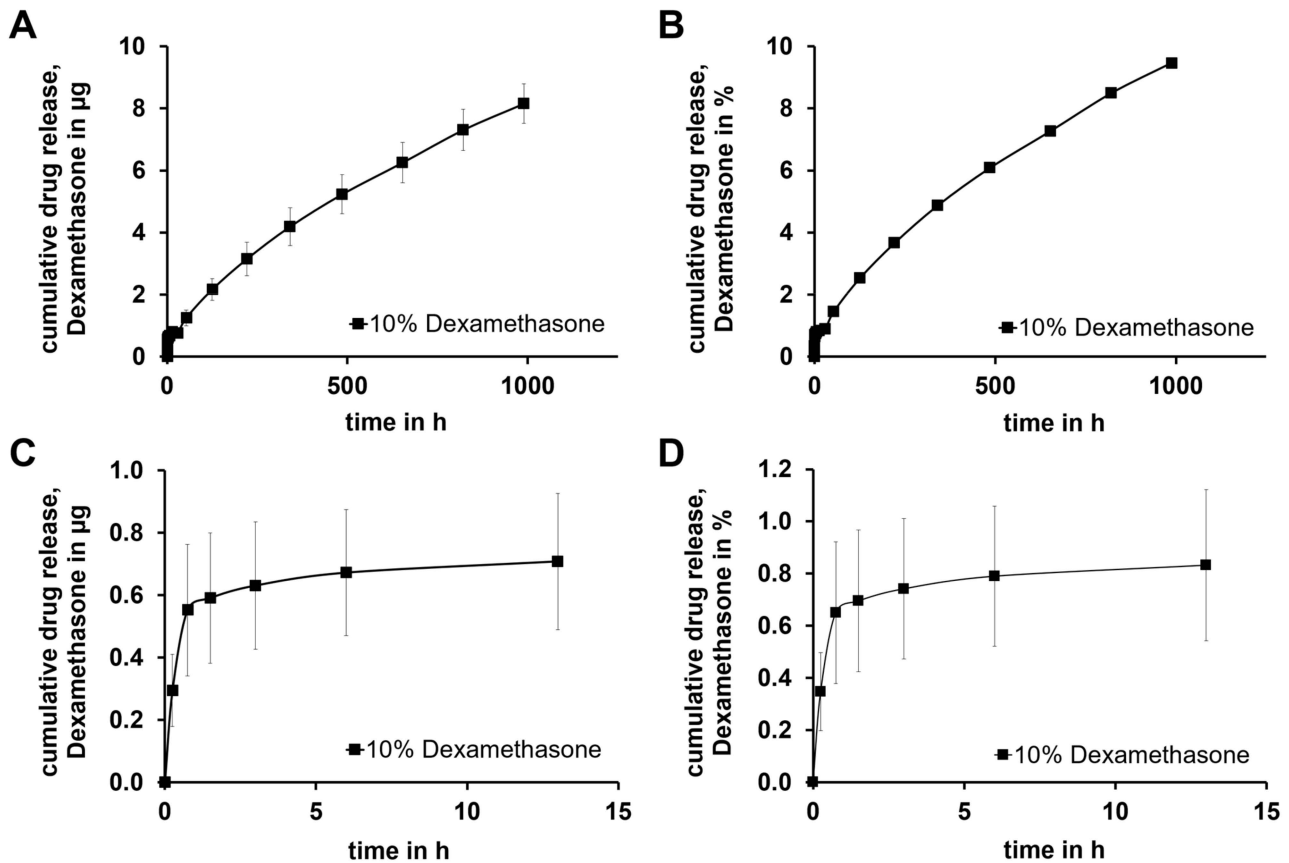 A
cumulative drug release,
Dexamethasone in µg
10
8
6
4
2
0
10% Dexamethasone
0 500 1000
time in h
B
cumulative drug release,
Dexamethasone in %
10
8
6
4
2
0
10% Dexamethasone
0 500 1000
time in h
C
cumulative drug release,
Dexamethasone in µg
1.0
0.8
0.6
0.4
0.2
0.0
10% Dexamethasone
0 5 10 15
time in h
D
cumulative drug release,
Dexamethasone in %
1.2
1.0
0.8
0.6
0.4
0.2
0.0
10% Dexamethasone
0 5 10 15
time in h